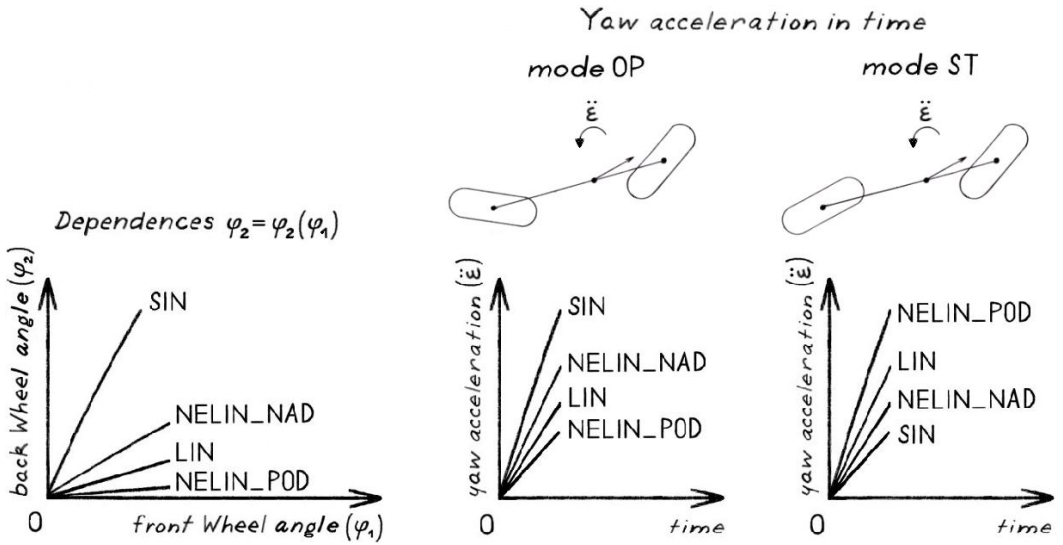 Yaw acceleration in time
mode OP
mode ST
ε̈
ε̈
Dependences φ₂=φ₂(φ₁)
back Wheel angle (φ₂)
SIN
NELIN_NAD
LIN
NELIN_POD
0
front Wheel angle (φ₁)
yaw acceleration (ε̈)
SIN
NELIN_NAD
LIN
NELIN_POD
0
time
yaw acceleration (ε̈)
NELIN_POD
LIN
NELIN_NAD
SIN
0
time